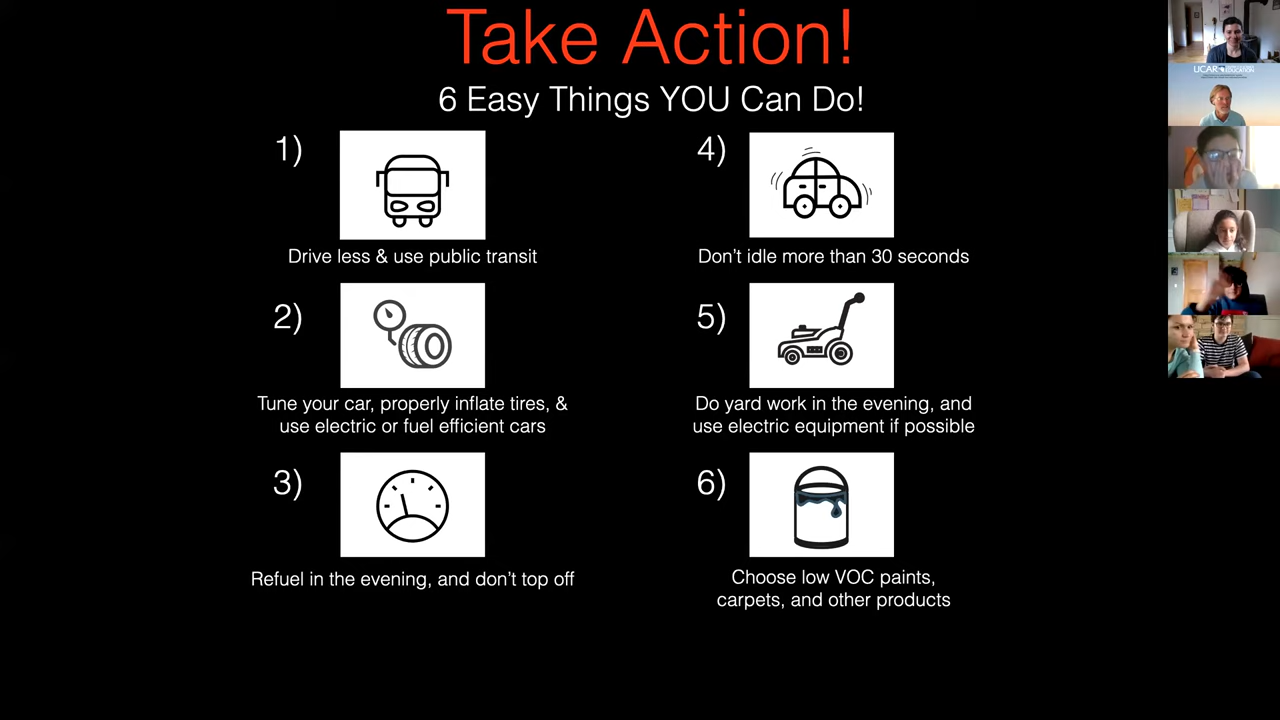 Take Action!
6 Easy Things YOU Can Do!
1)
Drive less & use public transit
2)
Tune your car, properly inflate tires, &
use electric or fuel efficient cars
3)
Refuel in the evening, and don't top off
4)
Don't idle more than 30 seconds
5)
Do yard work in the evening, and
use electric equipment if possible
6)
Choose low VOC paints,
carpets, and other products
UCAR